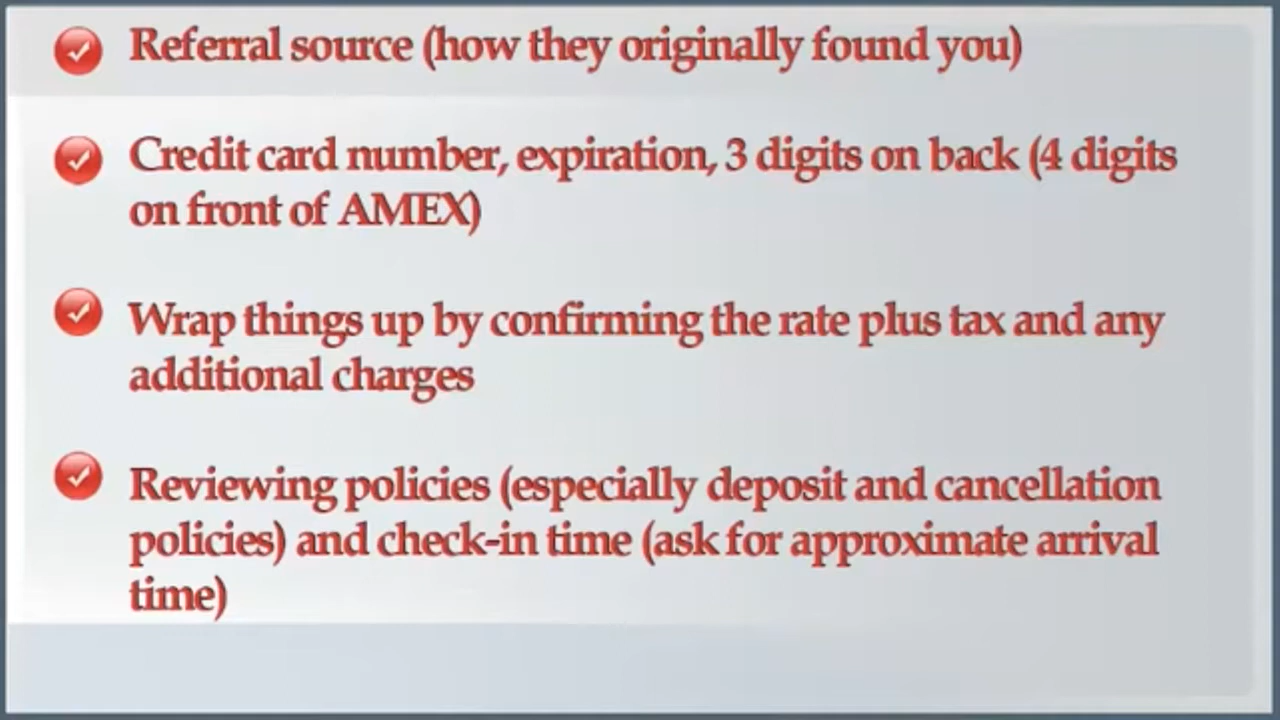 Referral source (how they originally found you)
Credit card number, expiration, 3 digits on back (4 digits
on front of AMEX)
Wrap things up by confirming the rate plus tax and any
additional charges
Reviewing policies (especially deposit and cancellation
policies) and check-in time (ask for approximate arrival
time)